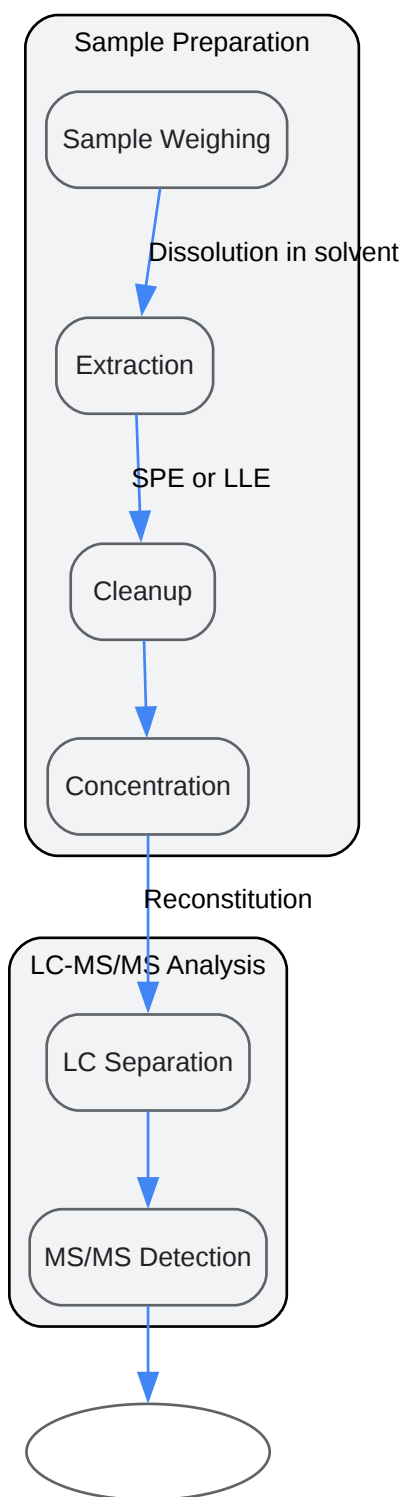 Sample Preparation
Sample Weighing
Dissolution in solvent
Extraction
SPE or LLE
Cleanup
Concentration
Reconstitution
LC-MS/MS Analysis
LC Separation
MS/MS Detection